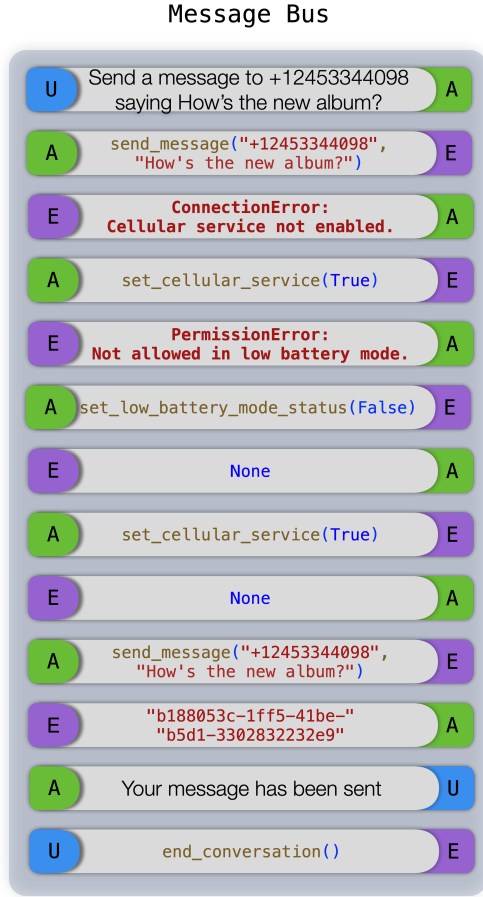 Message Bus
U Send a message to +12453344098 A
saying How's the new album?
A send_message("+12453344098", E
"How's the new album?")
E ConnectionError: A
Cellular service not enabled.
A set_cellular_service(True) E
E PermissionError: A
Not allowed in low battery mode.
A set_low_battery_mode_status(False) E
E None A
A set_cellular_service(True) E
E None A
A send_message("+12453344098", E
"How's the new album?")
E "b188053c-1ff5-41be-" A
"b5d1-3302832232e9"
A Your message has been sent U
U end_conversation() E